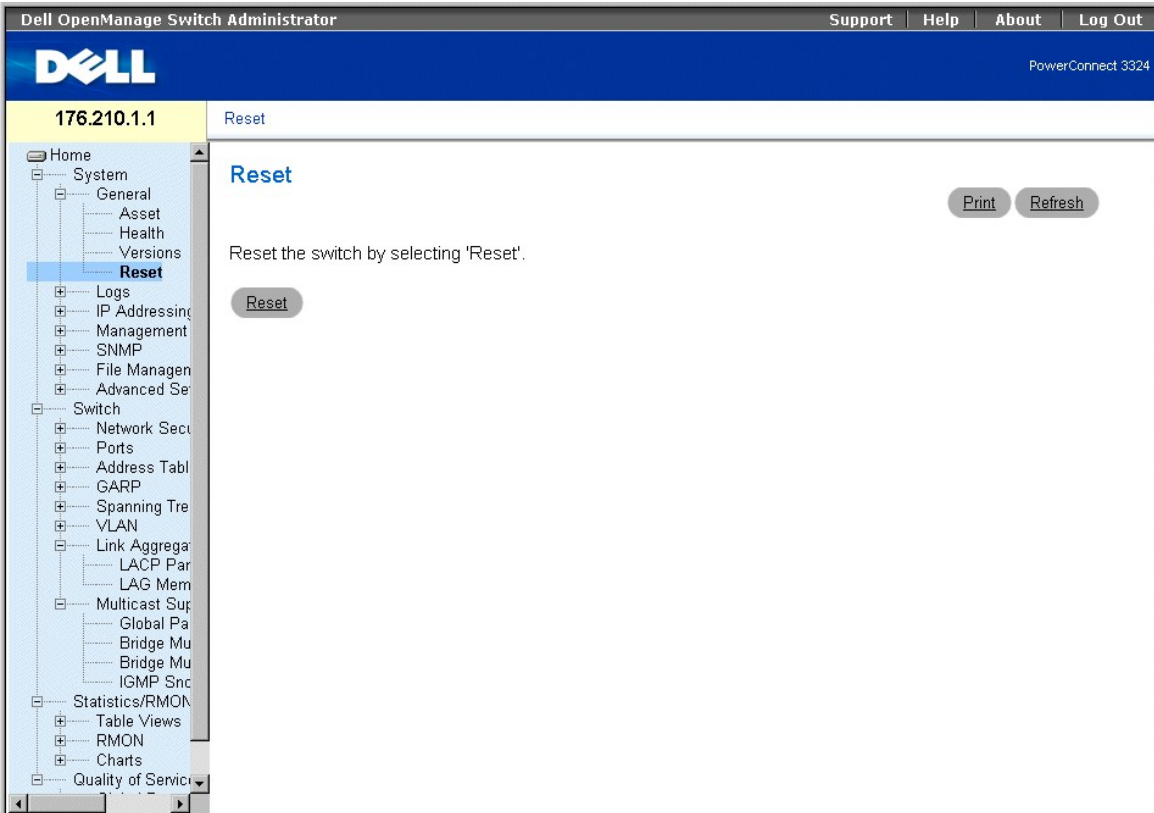 Dell OpenManage Switch Administrator
Support
Help
About
Log Out
DELL
PowerConnect 3324
176.210.1.1
Reset
Home
System
General
Asset
Health
Versions
Reset
Logs
IP Addressing
Management
SNMP
File Managen
Advanced Se
Switch
Network Secu
Ports
Address Tabl
GARP
Spanning Tre
VLAN
Link Aggrega
LACP Par
LAG Mem
Multicast Sup
Global Pa
Bridge Mu
Bridge Mu
IGMP Sno
Statistics/RMON
Table Views
RMON
Charts
Quality of Servic
Reset
Print
Refresh
Reset the switch by selecting 'Reset'.
Reset